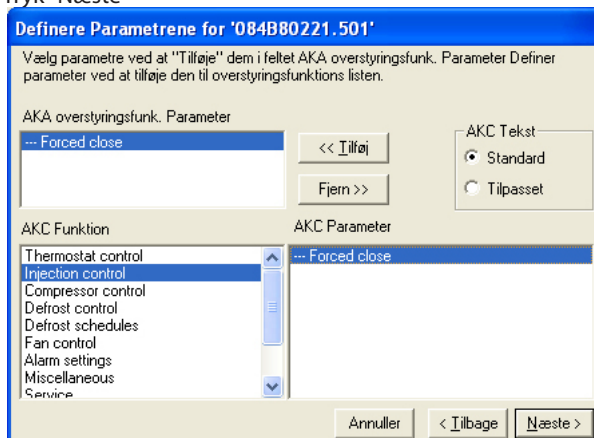 Tryk "Næste"
Definere Parametrene for '084B80221.501'
Vælg parametre ved at "Tilføje" dem i feltet AKA overstyringsfunk. Parameter Definer
parameter ved at tilføje den til overstyringsfunktions listen.
AKA overstyringsfunk. Parameter
--- Forced close
<< Tilføj
Fjern >>
AKC Tekst
Standard
Tilpasset
AKC Funktion
Thermostat control
Injection control
Compressor control
Defrost control
Defrost schedules
Fan control
Alarm settings
Miscellaneous
Service
AKC Parameter
--- Forced close
Annuller
< Tilbage
Næste >